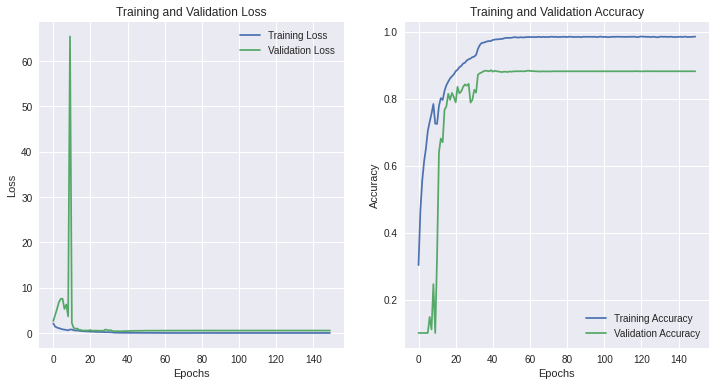 Training and Validation Loss
Training Loss
Validation Loss
60
50
40
30
20
10
0
Loss
0 20 40 60 80 100 120 140
Epochs
Training and Validation Accuracy
1.0
0.8
0.6
0.4
0.2
Accuracy
Training Accuracy
Validation Accuracy
0 20 40 60 80 100 120 140
Epochs